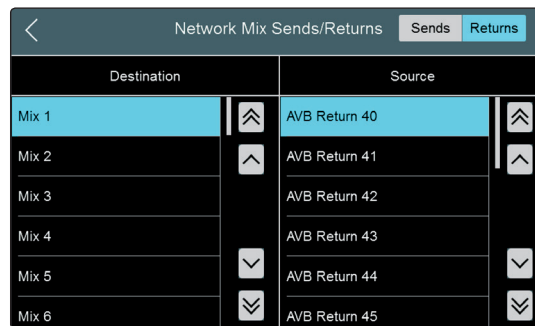 Network Mix Sends/Returns Sends Returns
Destination Source
Mix 1 AVB Return 40
Mix 2 AVB Return 41
Mix 3 AVB Return 42
Mix 4 AVB Return 43
Mix 5 AVB Return 44
Mix 6 AVB Return 45